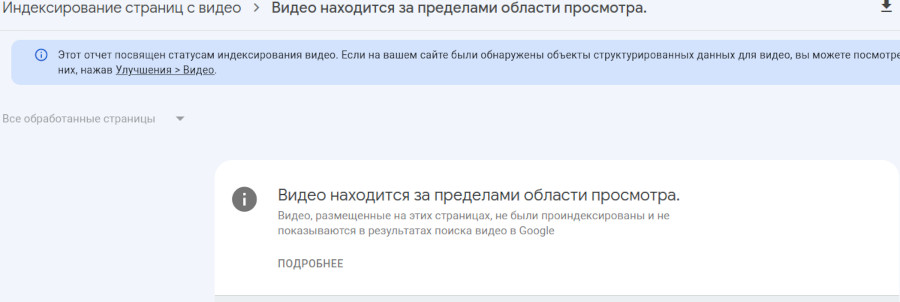 Индексирование страниц с видео > Видео находится за пределами области просмотра.
Этот отчет посвящен статусам индексирования видео. Если на вашем сайте были обнаружены объекты структурированных данных для видео, вы можете
них, нажав Улучшения > Видео.
Все обработанные страницы
Видео находится за пределами области просмотра.
Видео, размещенные на этих страницах, не были проиндексированы и не
показываются в результатах поиска видео в Google
ПОДРОБНЕЕ